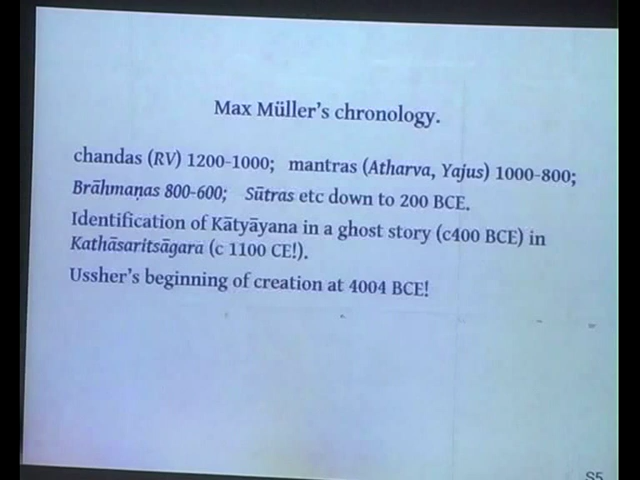 Max Müller's chronology.
chandas (RV) 1200-1000; mantras (Atharva, Yajus) 1000-800;
Brāhmaṇas 800-600; Sūtras etc down to 200 BCE.
Identification of Kātyāyana in a ghost story (c400 BCE) in
Kathāsaritsāgara (c 1100 CE!).
Ussher's beginning of creation at 4004 BCE!
S5